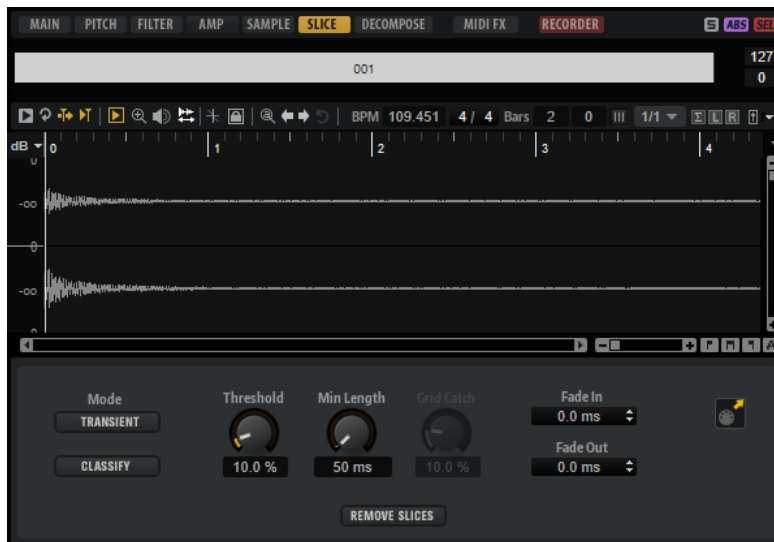 MAIN PITCH FILTER AMP SAMPLE SLICE DECOMPOSE MIDI FX RECORDER S ABS SEL
001
127
0
BPM 109.451 4 / 4 Bars 2 0 1/1 Σ L R
dB 0 1 2 3 4
0
-∞
0
-∞
0
Mode
TRANSIENT
CLASSIFY
Threshold
10.0 %
Min Length
50 ms
Grid Catch
10.0 %
Fade In
0.0 ms
Fade Out
0.0 ms
REMOVE SLICES